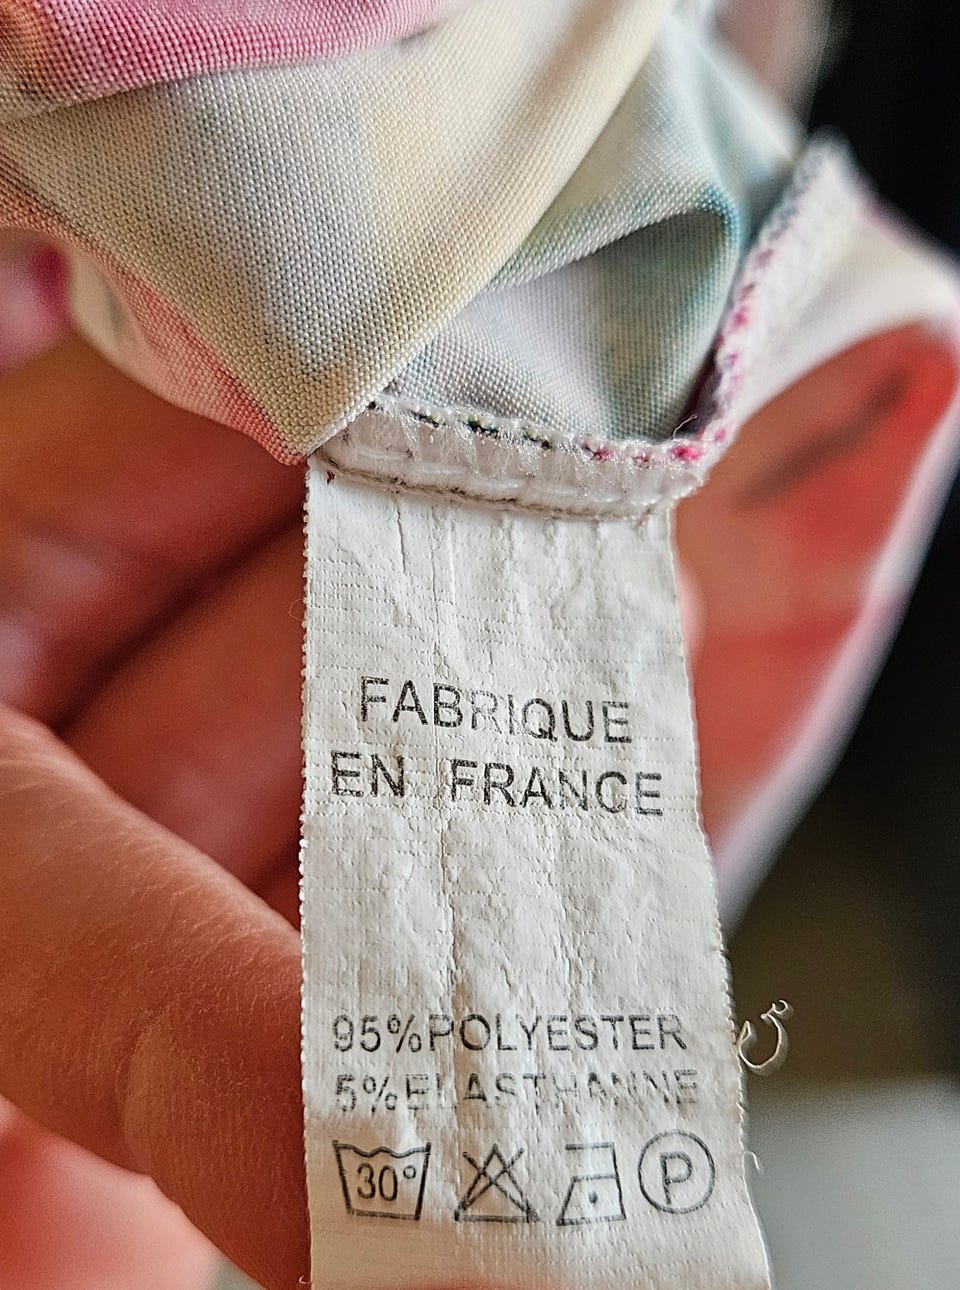 FABRIQUE
EN FRANCE
95%POLYESTER
5%ELASTHANNE
30° P